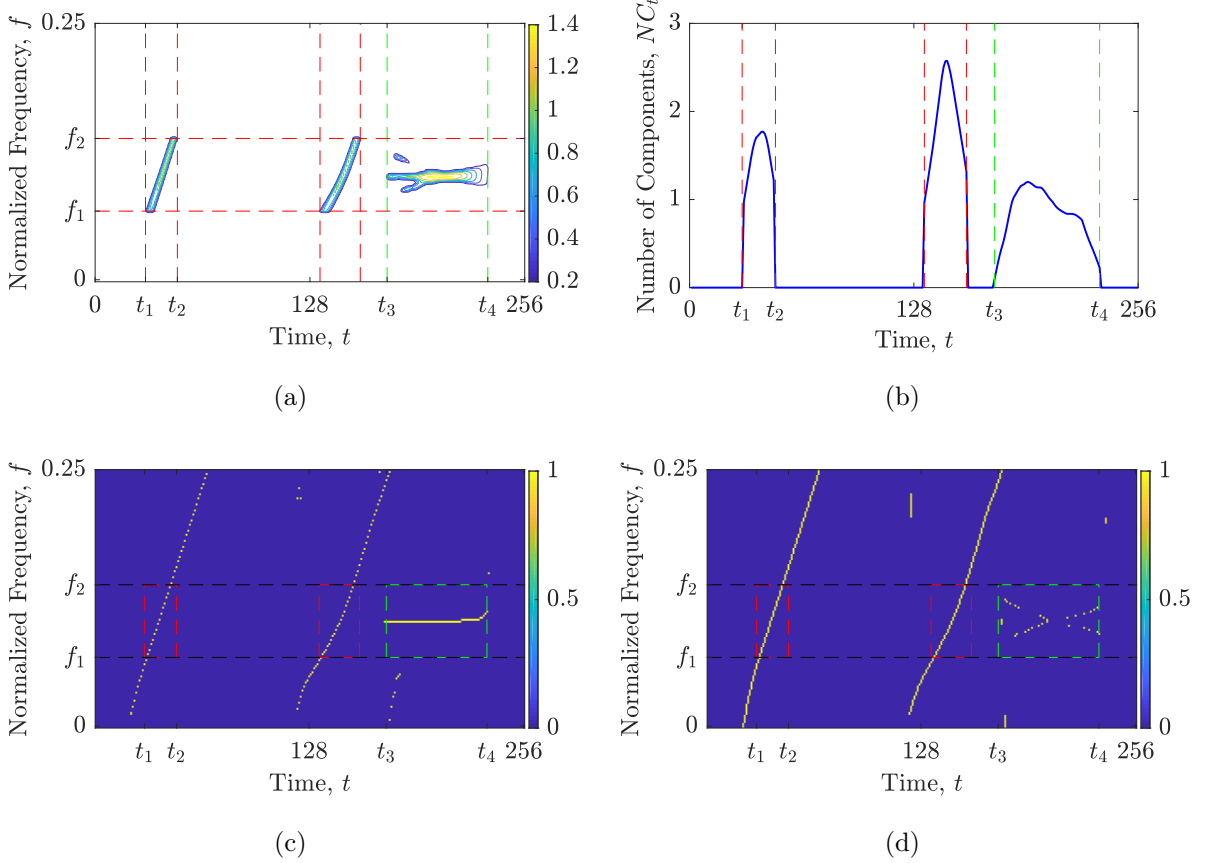 0.25
Normalized Frequency, f
f₂
f₁
0
0 t₁ t₂ 128 t₃ t₄ 256
Time, t
1.4
1.2
1
0.8
0.6
0.4
0.2
(a)
Number of Components, NCₜ
3
2
1
0
0 t₁ t₂ 128 t₃ t₄ 256
Time, t
(b)
0.25
Normalized Frequency, f
f₂
f₁
0
t₁ t₂ 128 t₃ t₄ 256
Time, t
1
0.5
0
(c)
0.25
Normalized Frequency, f
f₂
f₁
0
t₁ t₂ 128 t₃ t₄ 256
Time, t
1
0.5
0
(d)